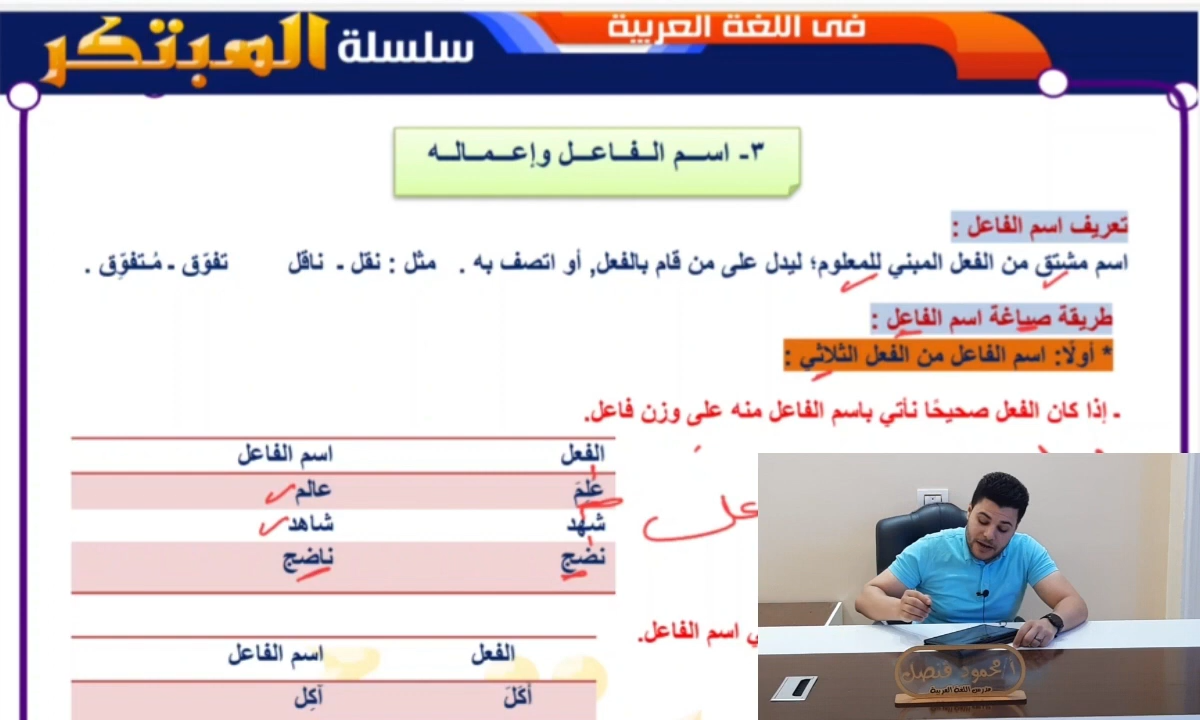 فى اللغة العربية
سلسلة المبتكر
٣- اسم الفاعل وإعماله
تعريف اسم الفاعل :
اسم مشتق من الفعل المبني للمعلوم؛ ليدل على من قام بالفعل, أو اتصف به . مثل : نقل - ناقل تفوّق - مُتفوِّق .
طريقة صياغة اسم الفاعل :
* أولًا: اسم الفاعل من الفعل الثلاثي :
- إذا كان الفعل صحيحًا نأتي باسم الفاعل منه على وزن فاعل.
الفعل اسم الفاعل
عَلِمَ عالم
شهد شاهد
نضج ناضج
ي اسم الفاعل.
الفعل اسم الفاعل
أكَلَ آكِل
أ/محمود قنصل
مدرس اللغة العربية